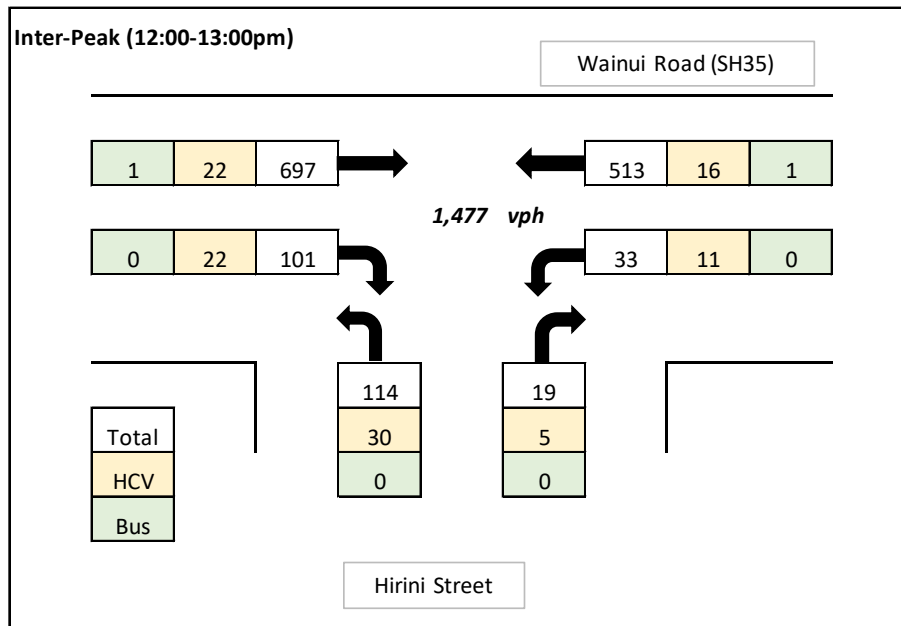 Inter-Peak (12:00-13:00pm)
Wainui Road (SH35)
1 22 697 513 16 1
1,477 vph
0 22 101 33 11 0
114 19
Total 30 5
HCV 0 0
Bus
Hirini Street